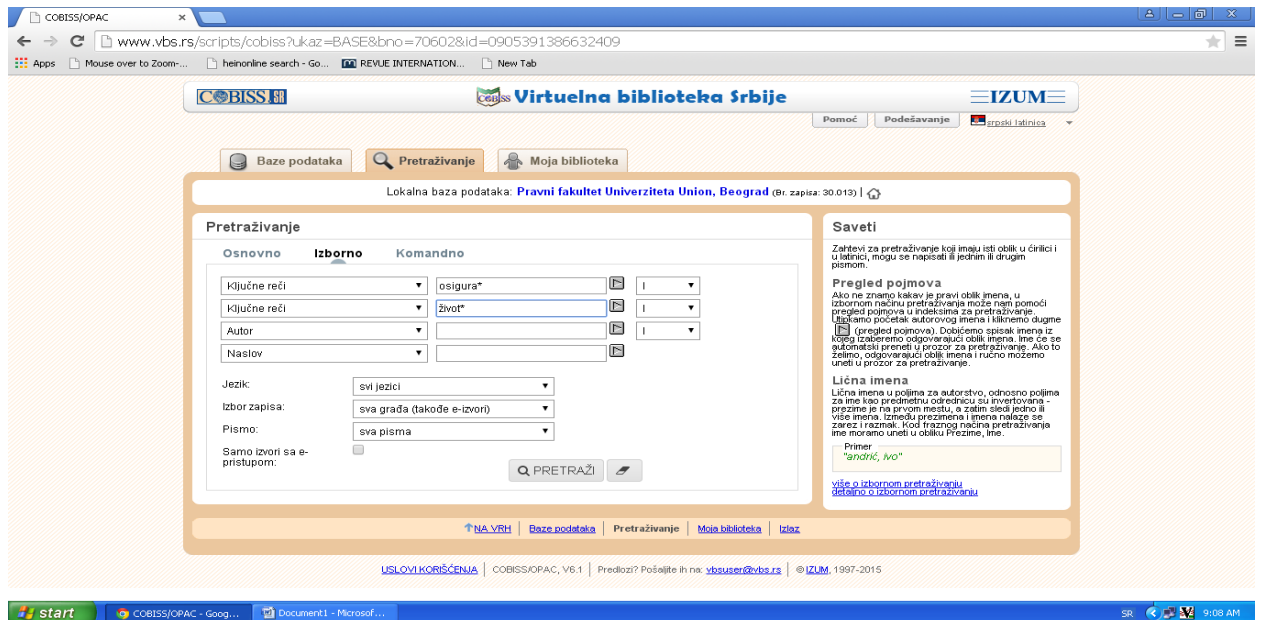 COBISS/OPAC
www.vbs.rs/scripts/cobiss?ukaz=BASE&bno=70602&id=0905391386632409
Apps Mouse over to Zoom-... heinonline search - Go... REVUE INTERNATION... New Tab
COBISS Virtuelna biblioteka Srbije IZUM
Pomoć Podešavanje srpski latinica
Baze podataka Pretraživanje Moja biblioteka
Lokalna baza podataka: Pravni fakultet Univerziteta Union, Beograd (Br. zapisa: 30.013) |
Pretraživanje
Osnovno Izborno Komandno
Ključne reči osigura* I
Ključne reči život* I
Autor I
Naslov
Jezik: svi jezici
Izbor zapisa: sva građa (takođe e-izvori)
Pismo: sva pisma
Samo izvori sa e-
pristupom:
PRETRAŽI
Saveti
Zahtevi za pretraživanje koji imaju isti oblik u ćirilici i
u latinici, mogu se napisati ili jednim ili drugim
pismom.
Pregled pojmova
Ako ne znamo kakav je pravi oblik imena, u
izbornom načinu pretraživanja može nam pomoći
pregled pojmova u indeksima za pretraživanje.
Utipkamo početak autorovog imena i kliknemo dugme
(pregled pojmova). Dobićemo spisak imena iz
kojeg izaberemo odgovarajući oblik imena. Ime će se
automatski preneti u prozor za pretraživanje. Ako to
želimo, odgovarajući oblik imena i ručno možemo
uneti u prozor za pretraživanje.
Lična imena
Lična imena u poljima za autorstvo, odnosno poljima
za ime kao predmetnu odrednicu su invertovana -
prezime je na prvom mestu, a zatim sledi jedno ili
više imena. Između prezimena i imena nalaze se
zarez i razmak. Kod fraznog načina pretraživanja
ime moramo uneti u obliku Prezime, Ime.
Primer
"andrić, ivo"
više o izbornom pretraživanju
detaljno o izbornom pretraživanju
NA VRH | Baze podataka | Pretraživanje | Moja biblioteka | Izlaz
USLOVI KORIŠĆENJA | COBISS/OPAC, V6.1 | Predlozi? Pošaljite ih na: vbsuser@vbs.rs | © IZUM, 1997-2015
start COBISS/OPAC - Goog... Document1 - Microsof... SR 9:08 AM